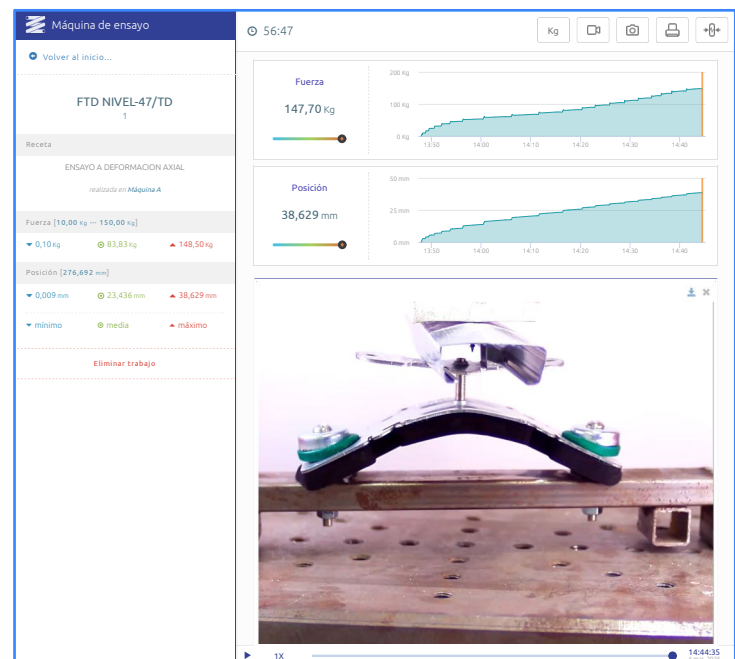 Máquina de ensayo
Volver al inicio...
FTD NIVEL-47/TD
1
Receta
ENSAYO A DEFORMACION AXIAL
realizada en Máquina A
Fuerza [10,00 Kg — 150,00 Kg]
0,10 Kg 83,83 Kg 148,50 Kg
Posición [276,692 mm]
0,009 mm 23,436 mm 38,629 mm
mínimo media máximo
Eliminar trabajo
56:47
Kg
Fuerza
147,70 Kg
200 Kg
100 Kg
0 Kg
13:50 14:00 14:10 14:20 14:30 14:40
Posición
38,629 mm
50 mm
25 mm
0 mm
13:50 14:00 14:10 14:20 14:30 14:40
1X
14:44:35